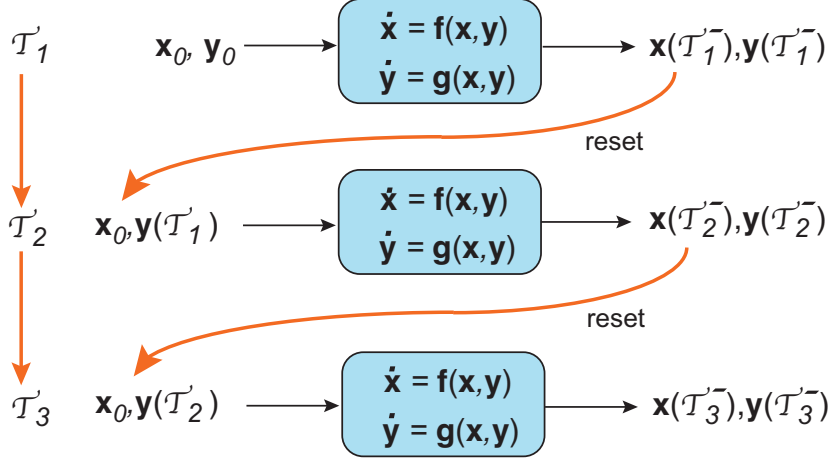 𝒯₁ x₀, y₀ ẋ = f(x,y) x(𝒯₁⁻),y(𝒯₁⁻)
ẏ = g(x,y)
reset
𝒯₂ x₀,y(𝒯₁) ẋ = f(x,y) x(𝒯₂⁻),y(𝒯₂⁻)
ẏ = g(x,y)
reset
𝒯₃ x₀,y(𝒯₂) ẋ = f(x,y) x(𝒯₃⁻),y(𝒯₃⁻)
ẏ = g(x,y)